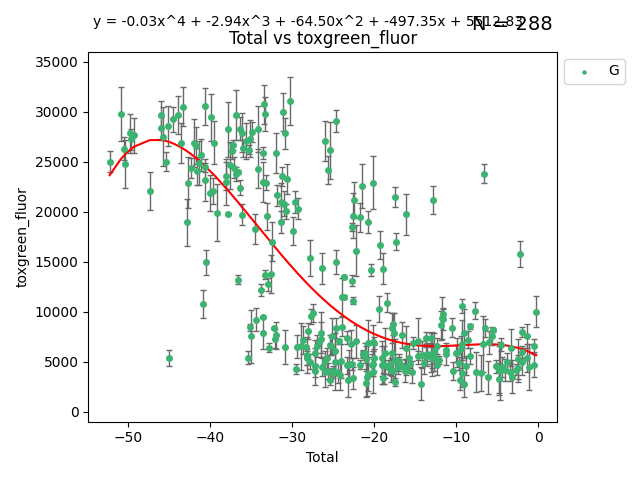 y = -0.03x^4 + -2.94x^3 + -64.50x^2 + -497.35x + 5512.83
N = 288
Total vs toxgreen_fluor
35000
30000
25000
20000
15000
10000
5000
0
toxgreen_fluor
−50
−40
−30
−20
−10
0
Total
G